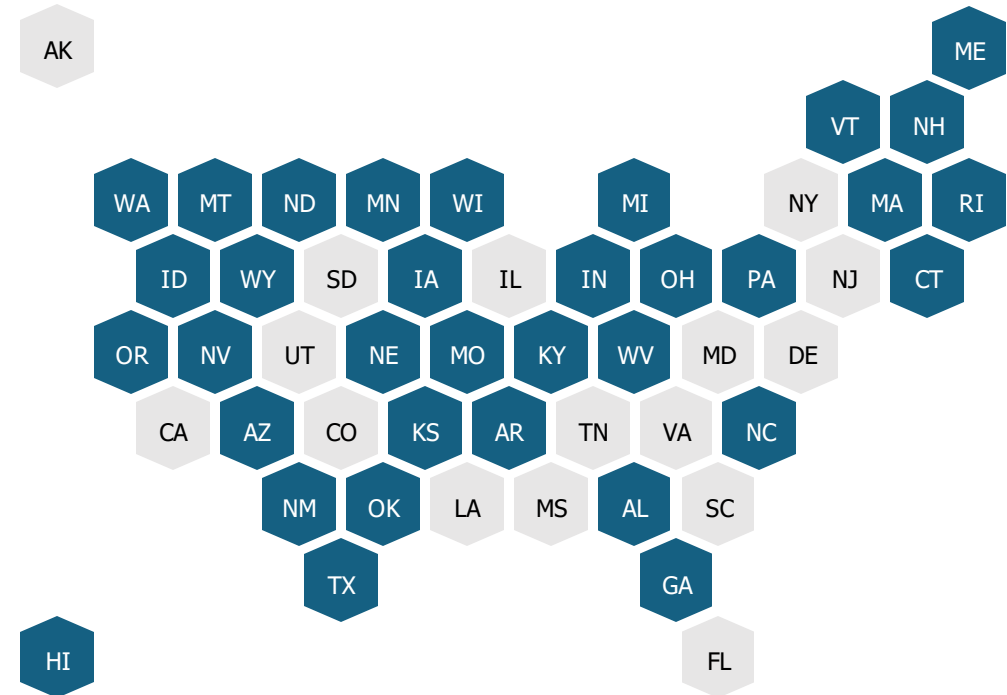 AK ME
VT NH
WA MT ND MN WI MI NY MA RI
ID WY SD IA IL IN OH PA NJ CT
OR NV UT NE MO KY WV MD DE
CA AZ CO KS AR TN VA NC
NM OK LA MS AL SC
TX GA
HI FL